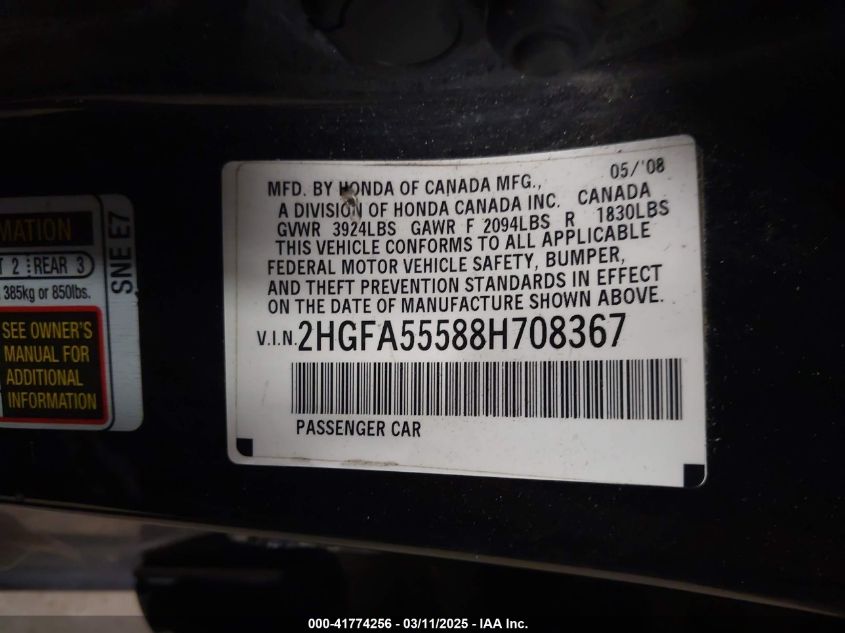 MFD. BY HONDA OF CANADA MFG., 05/'08
A DIVISION OF HONDA CANADA INC. CANADA
GVWR 3924LBS GAWR F 2094LBS R 1830LBS
THIS VEHICLE CONFORMS TO ALL APPLICABLE
FEDERAL MOTOR VEHICLE SAFETY, BUMPER,
AND THEFT PREVENTION STANDARDS IN EFFECT
ON THE DATE OF MANUFACTURE SHOWN ABOVE.
V.I.N. 2HGFA55588H708367
PASSENGER CAR
2 REAR 3
385kg or 850lbs.
SEE OWNER'S
MANUAL FOR
ADDITIONAL
INFORMATION
SNE E7
000-41774256 - 03/11/2025 - IAA Inc.